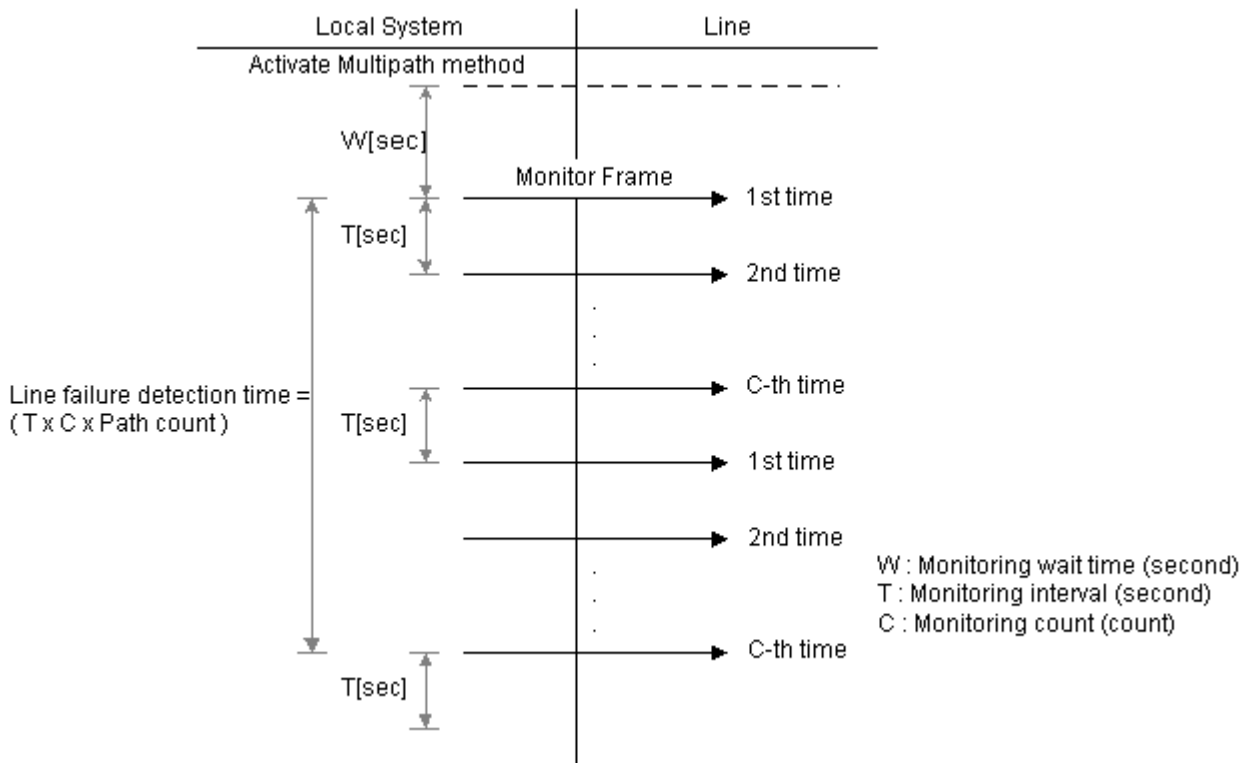 Local System
Line
Activate Multipath method
W[sec]
Monitor Frame
1st time
T[sec]
2nd time
C-th time
Line failure detection time =
( T x C x Path count )
T[sec]
1st time
2nd time
W : Monitoring wait time (second)
T : Monitoring interval (second)
C : Monitoring count (count)
C-th time
T[sec]